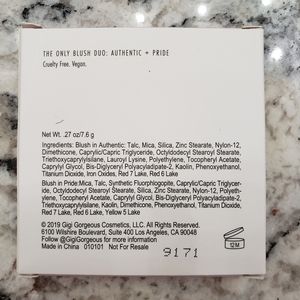 THE ONLY BLUSH DUO: AUTHENTIC + PRIDE
Cruelty Free. Vegan.
Net Wt. .27 oz/7.6 g
Ingredients: Blush in Authentic: Talc, Mica, Silica, Zinc Stearate, Nylon-12,
Dimethicone, Caprylic/Capric Triglyceride, Octyldodecyl Stearoyl Stearate,
Triethoxycaprylylsilane, Lauroyl Lysine, Polyethylene, Tocopheryl Acetate,
Caprylyl Glycol, Bis-Diglyceryl Polyacyladipate-2, Kaolin, Phenoxyethanol,
Titanium Dioxide, Iron Oxides, Red 7 Lake, Red 6 Lake
Blush in Pride:Mica, Talc, Synthetic Fluorphlogopite, Caprylic/Capric Triglycer-
ide, Octyldodecyl Stearoyl Stearate, Silica, Zinc Stearate, Nylon-12, Polyethylene,
Tocopheryl Acetate, Caprylyl Glycol, Bis-Diglyceryl Polyacyladipate-2,
Triethoxycaprylylsilane, Kaolin, Dimethicone, Phenoxyethanol, Titanium Dioxide,
Red 7 Lake, Red 6 Lake, Yellow 5 Lake
© 2019 Gigi Gorgeous Cosmetics, LLC. All Rights Reserved.
6100 Wilshire Boulevard, Suite 400 Los Angeles, CA 90048
Follow @GigiGorgeous for more information
Made in China 010101 Not For Resale
9171
12M